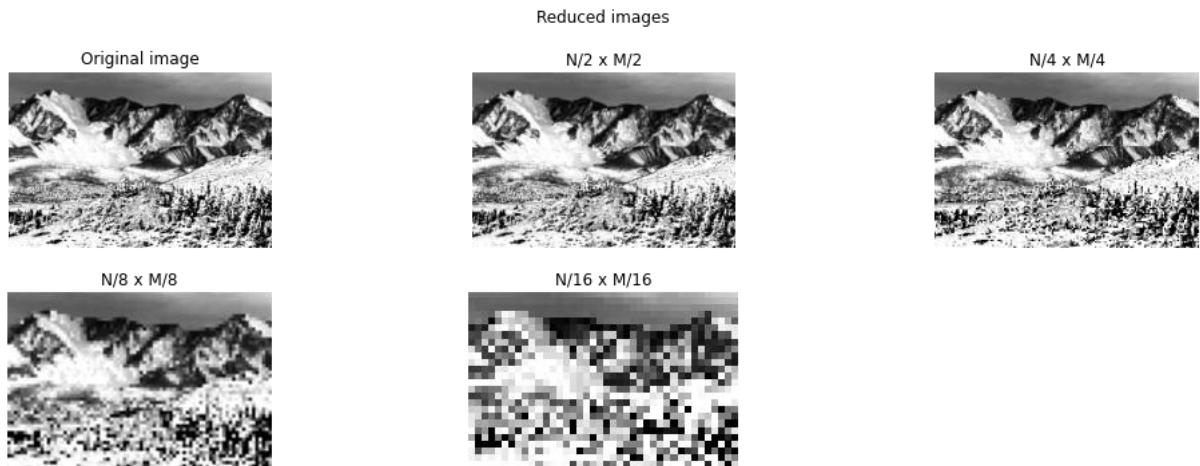 Reduced images
Original image
N/2 x M/2
N/4 x M/4
N/8 x M/8
N/16 x M/16